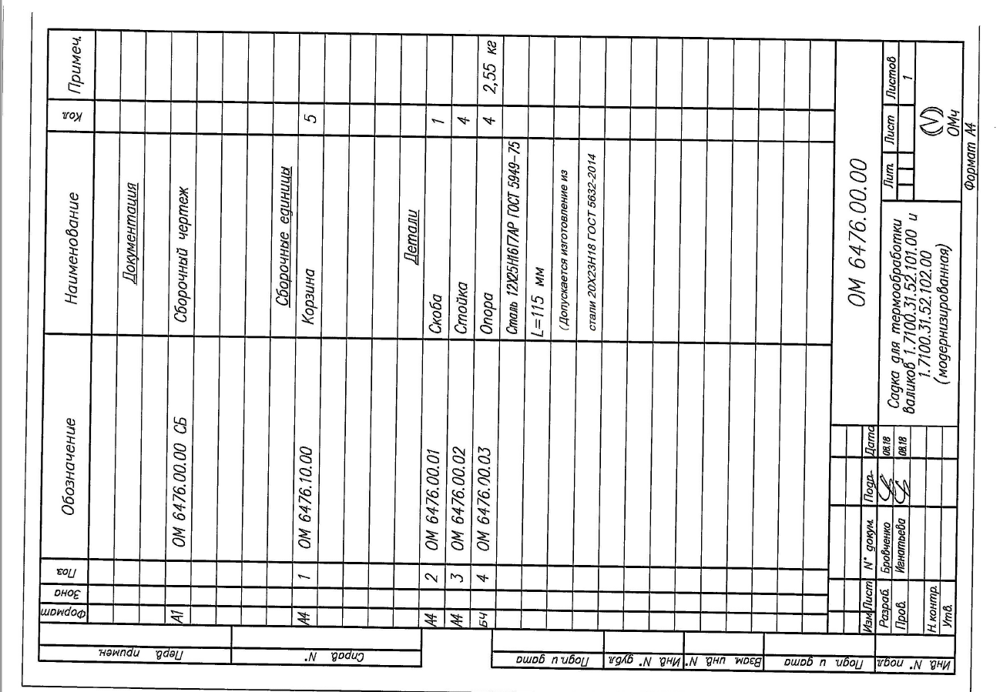 Формат Зона Поз. Обозначение Наименование Кол. Примеч.
Документация
А1 ОМ 6476.00.00 СБ Сборочный чертеж
Сборочные единицы
А4 1 ОМ 6476.10.00 Корзина 5
Детали
А4 2 ОМ 6476.00.01 Скоба 1
А4 3 ОМ 6476.00.02 Стойка 4
БЧ 4 ОМ 6476.00.03 Опора 4 2,55 кг
Сталь 12Х25Н16Г7АР ГОСТ 5949-75
L=115 мм
(Допускается изготовление из
стали 20Х23Н18 ГОСТ 5632-2014
Перв. примен.
Справ. N°
Подп. и дата
Инв. N° дубл.
Взам. инв. N°
Подп. и дата
Инв. N° подл.
ОМ 6476.00.00
Изм Лист N° докум. Подп. Дата
Разраб. Бровченко 08.18
Пров. Игнатьева 08.18
Н.контр.
Утв.
Садка для термообработки
валиков 1.7100.31.52.101.00 и
1.7100.31.52.102.00
(модернизированная)
Лит. Лист Листов
1
ОМч
Формат А4